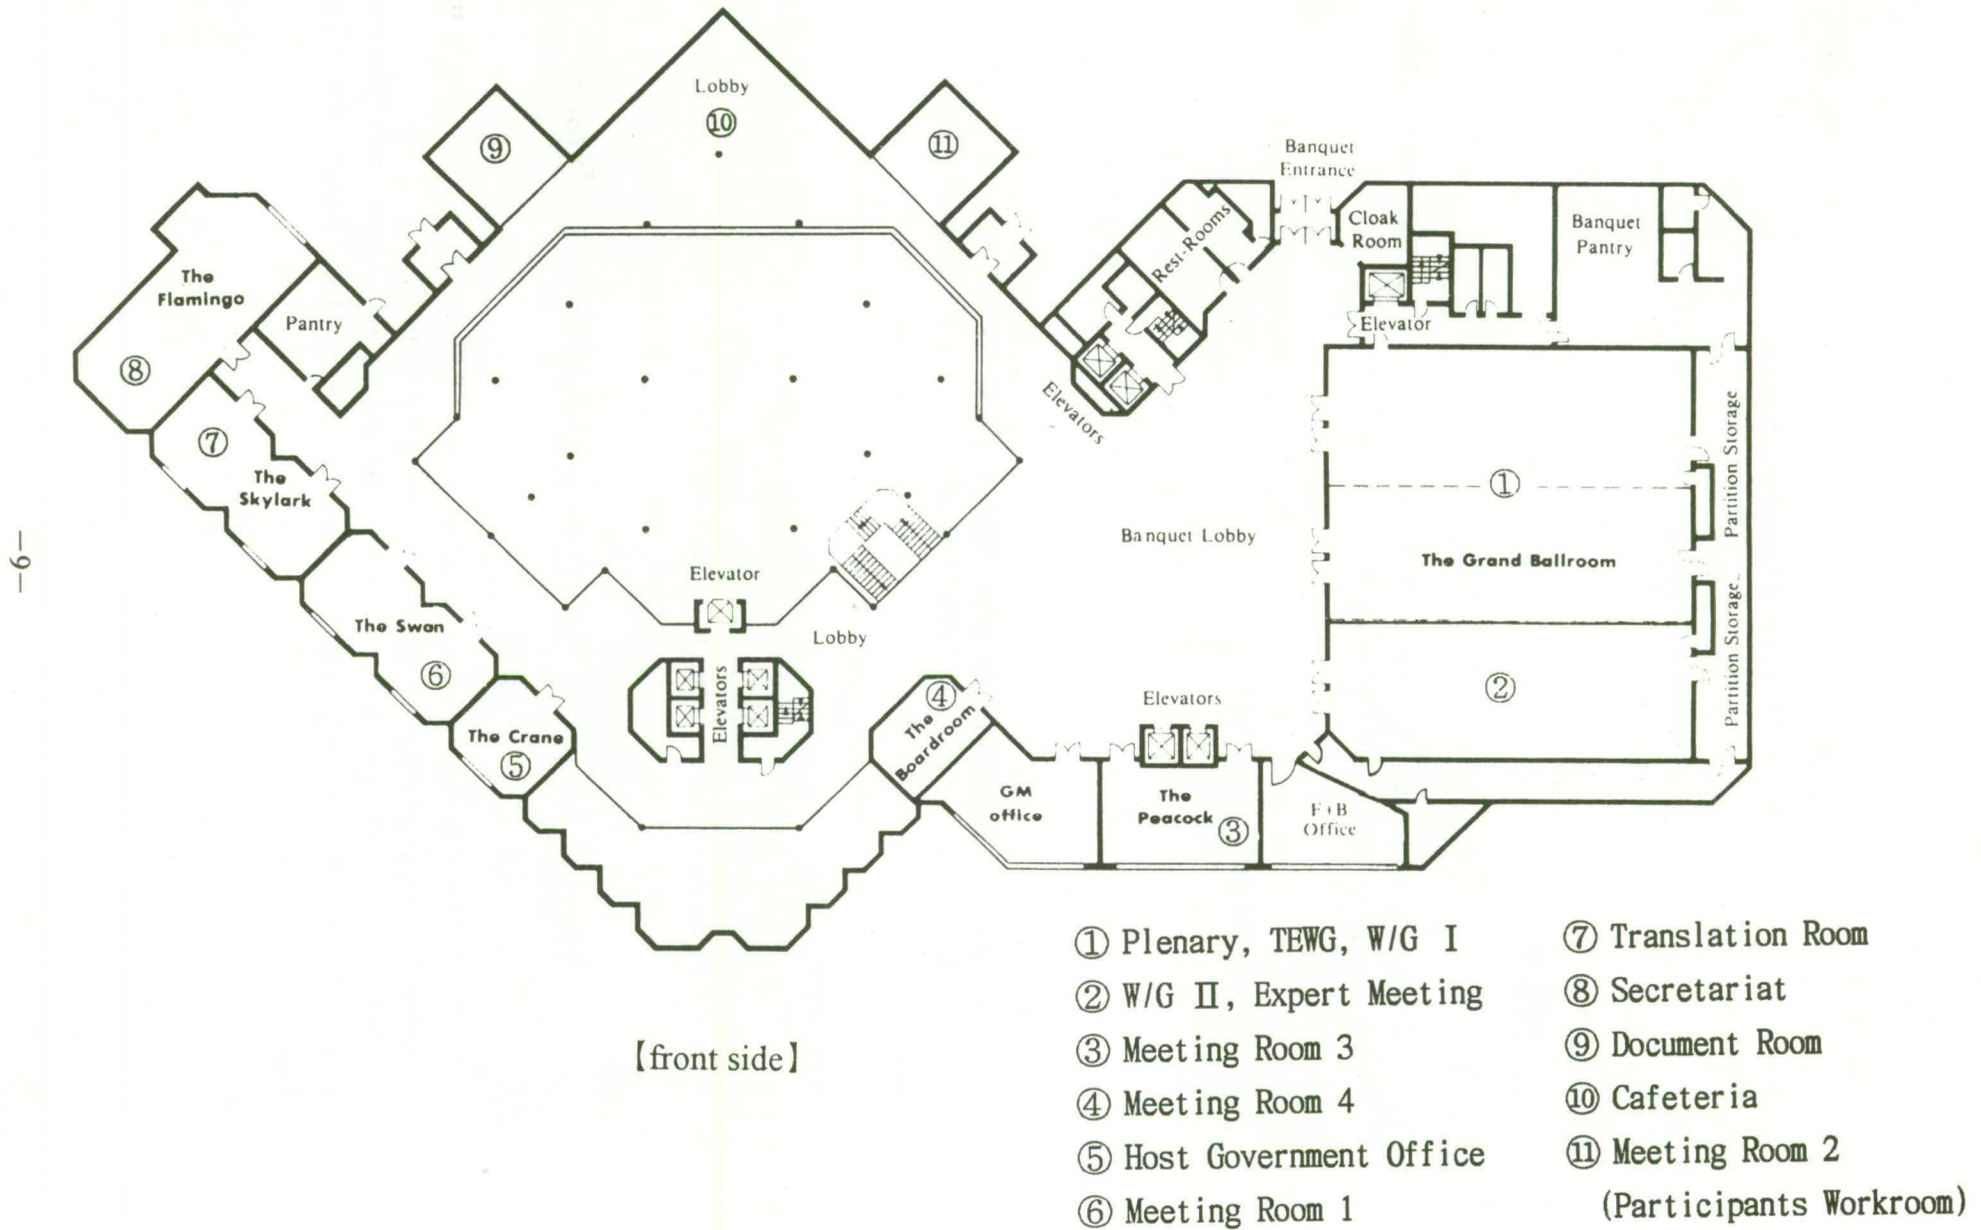 Lobby
⑩
⑨
⑪
Banquet
Entrance
Rest-Rooms
Cloak
Room
Banquet
Pantry
The
Flamingo
Pantry
Elevator
⑧
Elevators
⑦
The
Skylark
①
Partition Storage
Banquet Lobby
The Grand Ballroom
Elevator
The Swan
Lobby
Partition Storage
⑥
Elevators
②
④
The
Boardroom
Elevators
The Crane
⑤
GM
office
The
Peacock
③
F+B
Office
-6-
① Plenary, TEWG, W/G I
② W/G II, Expert Meeting
③ Meeting Room 3
④ Meeting Room 4
⑤ Host Government Office
⑥ Meeting Room 1
⑦ Translation Room
⑧ Secretariat
⑨ Document Room
⑩ Cafeteria
⑪ Meeting Room 2
(Participants Workroom)
【front side】